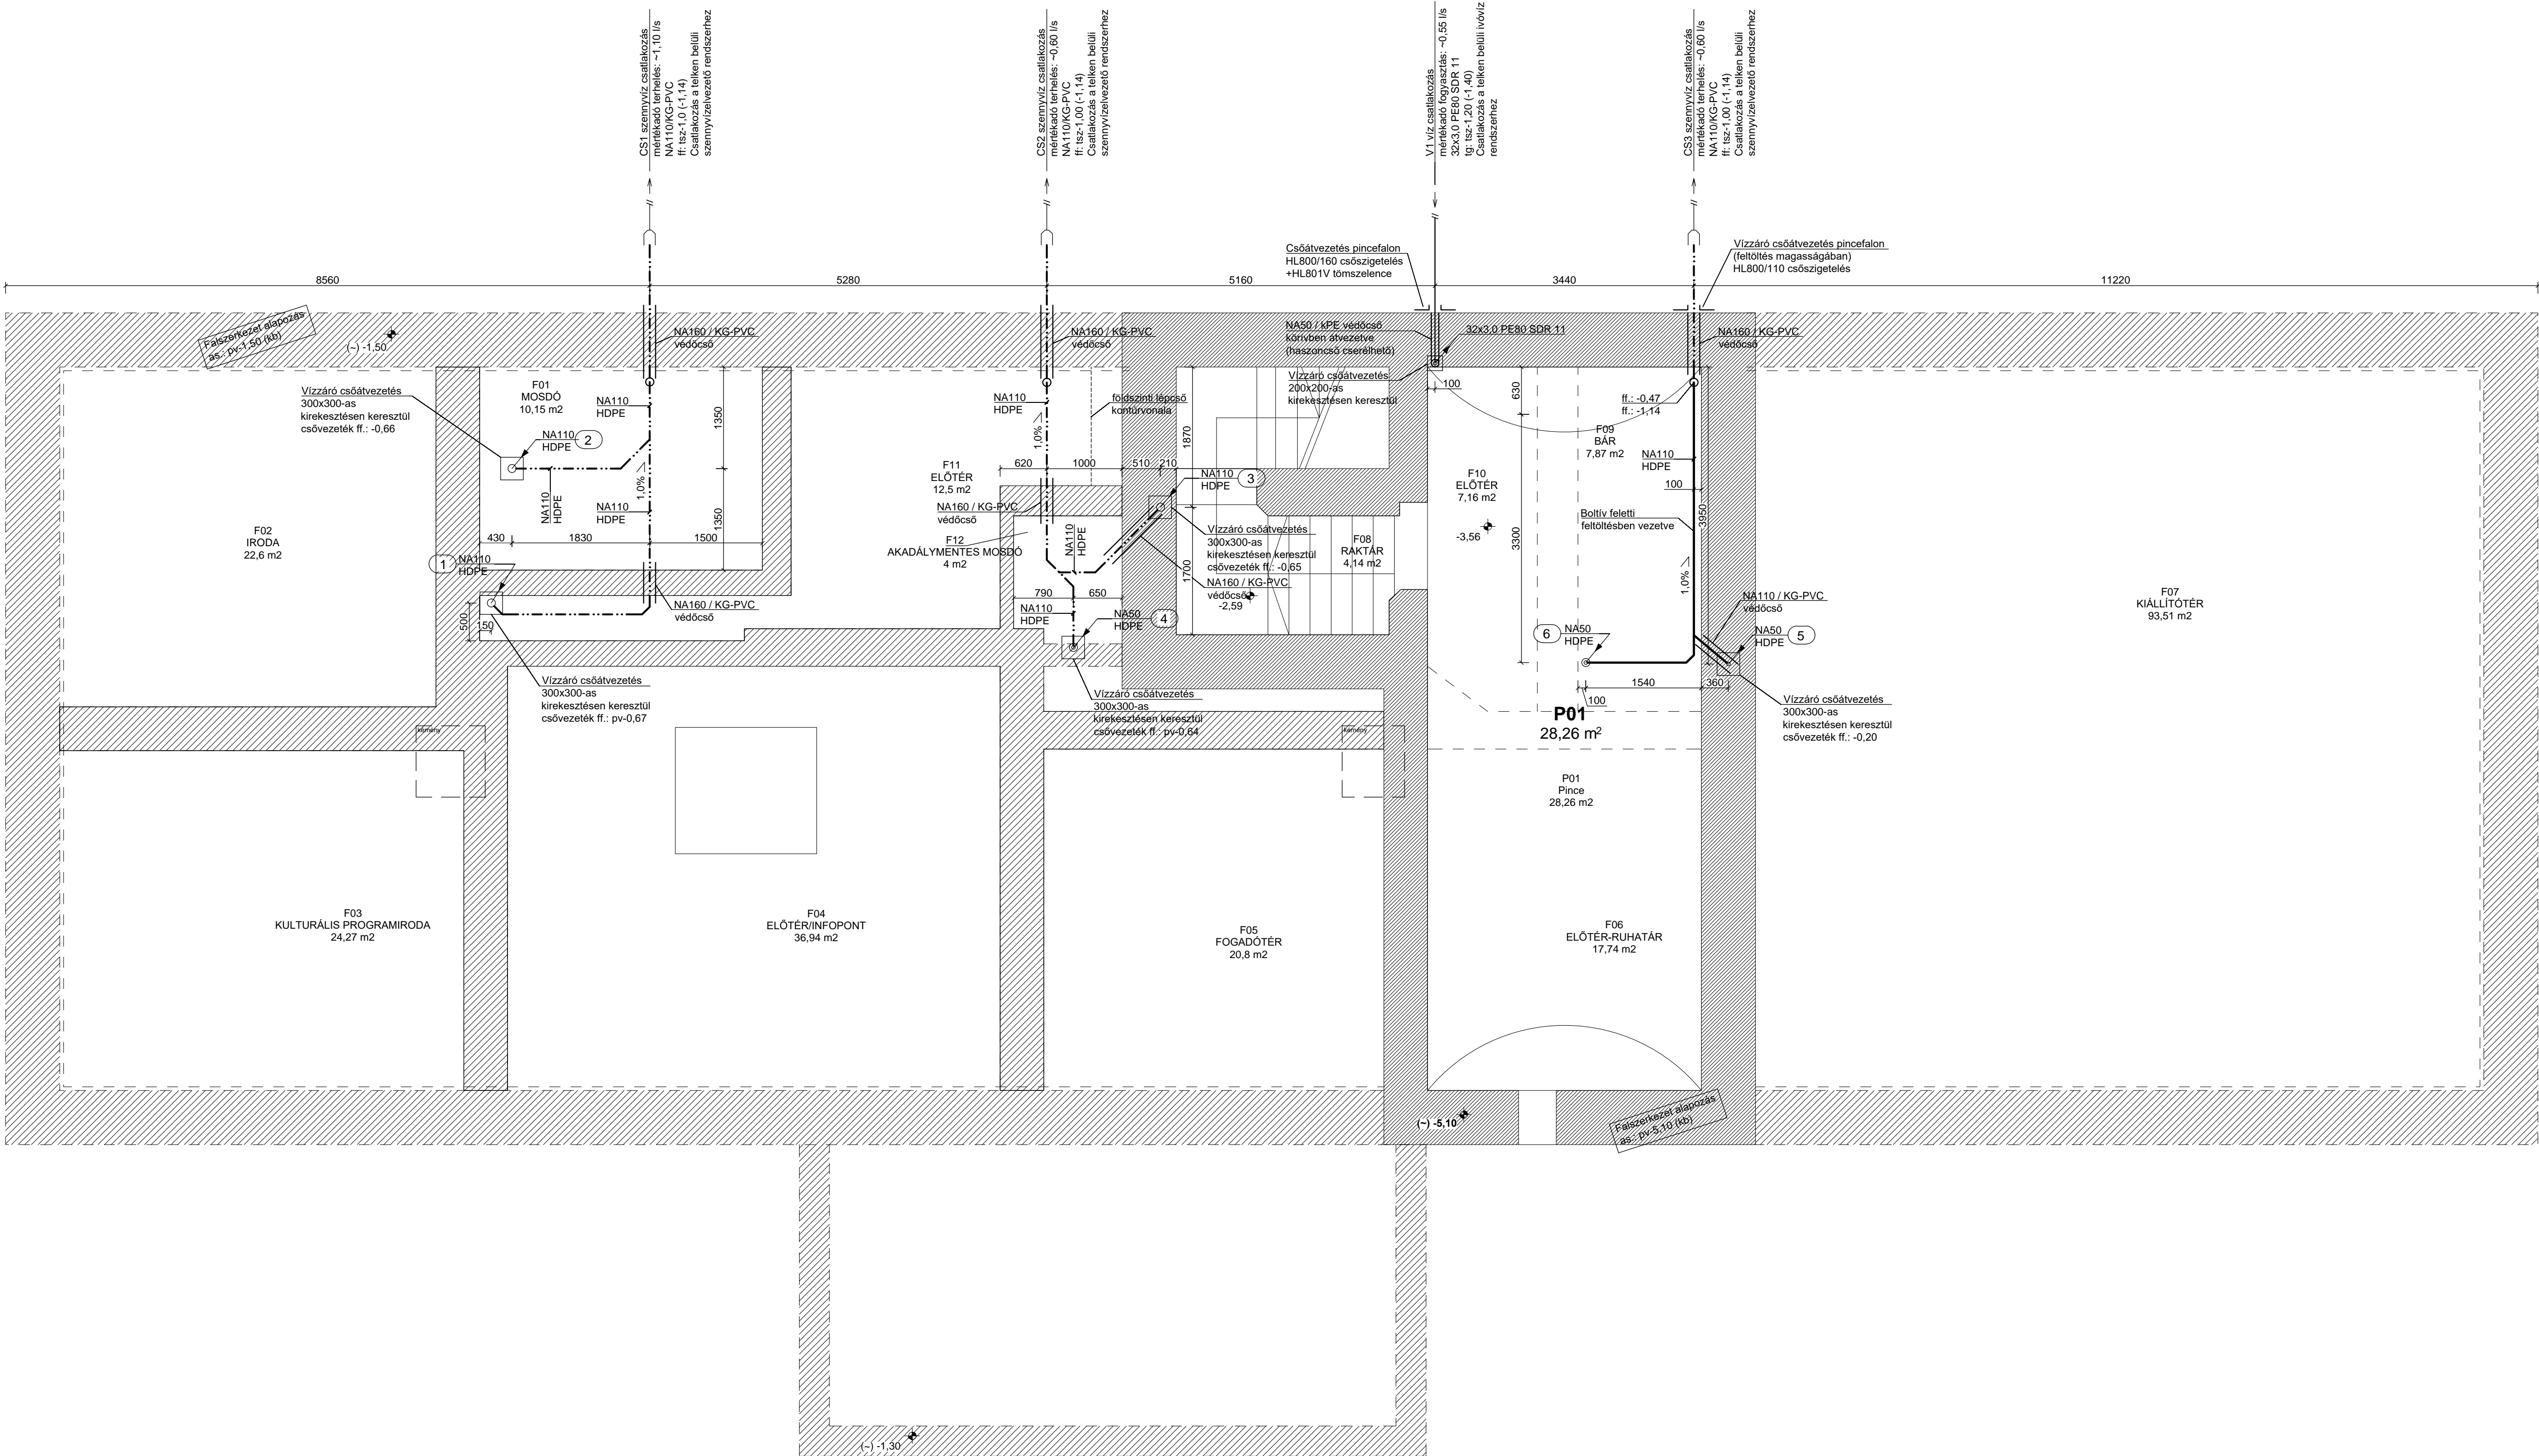 CS1 szennyvíz csatlakozás
mértékadó terhelés: ~1,10 l/s
NA110/KG-PVC
ff: tsz-1,0 (-1,14)
Csatlakozás a telken belüli
szennyvízelvezető rendszerhez
CS2 szennyvíz csatlakozás
mértékadó terhelés: ~0,60 l/s
NA110/KG-PVC
ff: tsz-1,00 (-1,14)
Csatlakozás a telken belüli
szennyvízelvezető rendszerhez
V1 víz csatlakozás
mértékadó fogyasztás: ~0,55 l/s
32x3,0 PE80 SDR 11
tg: tsz-1,20 (-1,40)
Csatlakozás a telken belüli ivóvíz
rendszerhez
CS3 szennyvíz csatlakozás
mértékadó terhelés: ~0,60 l/s
NA110/KG-PVC
ff: tsz-1,00 (-1,14)
Csatlakozás a telken belüli
szennyvízelvezető rendszerhez
Csőátvezetés pincefalon
HL800/160 csőszigetelés
+HL801V tömszelence
Vízzáró csőátvezetés pincefalon
(feltöltés magasságában)
HL800/110 csőszigetelés
8560
5280
5160
3440
11220
Falszerkezet alapozás
as.: pv-1,50 (kb)
(~) -1,50
NA160 / KG-PVC
védőcső
NA160 / KG-PVC
védőcső
NA50 / kPE védőcső
körívben átvezetve
(haszoncső cserélhető)
32x3,0 PE80 SDR 11
NA160 / KG-PVC
védőcső
Vízzáró csőátvezetés
300x300-as
kirekesztésen keresztül
csővezeték ff.: -0,66
F01
MOSDÓ
10,15 m2
NA110
HDPE
1350
NA110
HDPE
földszinti lépcső
kontúrvonala
Vízzáró csőátvezetés
200x200-as
kirekesztésen keresztül
100
630
ff.: -0,47
ff.: -1,14
NA110
HDPE
2
1,0%
1,0%
1870
F09
BÁR
7,87 m2
NA110
HDPE
F11
ELŐTÉR
12,5 m2
620
1000
510
210
NA110
HDPE
3
F10
ELŐTÉR
7,16 m2
100
NA110
HDPE
NA110
HDPE
1350
NA160 / KG-PVC
védőcső
Boltív feletti
feltöltésben vezetve
3950
F02
IRODA
22,6 m2
430
1830
1500
F12
AKADÁLYMENTES MOSDÓ
4 m2
NA110
HDPE
Vízzáró csőátvezetés
300x300-as
kirekesztésen keresztül
csővezeték ff.: -0,65
F08
RAKTÁR
4,14 m2
-3,56
3300
1
NA110
HDPE
1700
NA160 / KG-PVC
védőcső
-2,59
1,0%
NA110 / KG-PVC
védőcső
F07
KIÁLLÍTÓTÉR
93,51 m2
500
150
NA160 / KG-PVC
védőcső
790
650
NA110
HDPE
NA50
HDPE
4
6
NA50
HDPE
NA50
HDPE
5
Vízzáró csőátvezetés
300x300-as
kirekesztésen keresztül
csővezeték ff.: pv-0,67
Vízzáró csőátvezetés
300x300-as
kirekesztésen keresztül
csővezeték ff.: pv-0,64
1540
360
100
Vízzáró csőátvezetés
300x300-as
kirekesztésen keresztül
csővezeték ff.: -0,20
P01
28,26 m²
kémény
kémény
P01
Pince
28,26 m2
F03
KULTURÁLIS PROGRAMIRODA
24,27 m2
F04
ELŐTÉR/INFOPONT
36,94 m2
F05
FOGADÓTÉR
20,8 m2
F06
ELŐTÉR-RUHATÁR
17,74 m2
(~) -5,10
Falszerkezet alapozás
as.: pv-5,10 (kb)
(~) -1,30